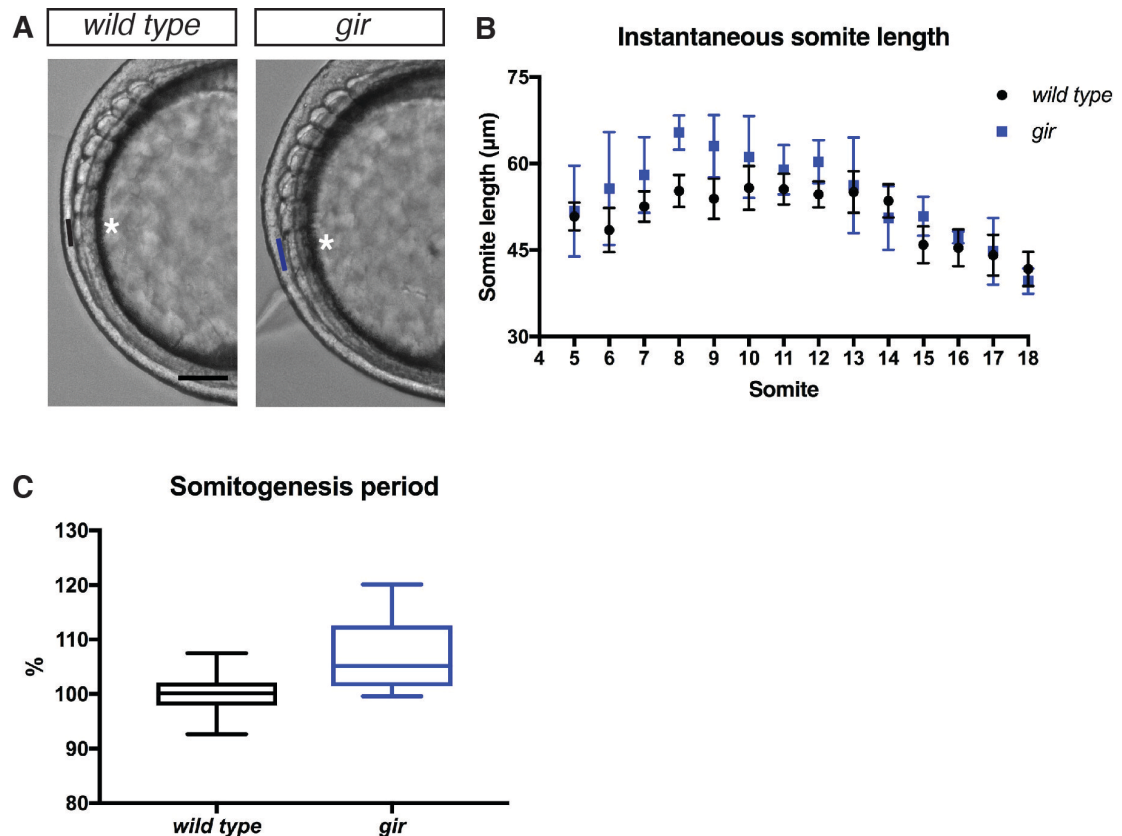 A
wild type
gir
*
*
B
Instantaneous somite length
75
60
45
30
Somite length (µm)
4 5 6 7 8 9 10 11 12 13 14 15 16 17 18
Somite
wild type
gir
C
Somitogenesis period
130
120
110
100
90
80
%
wild type
gir